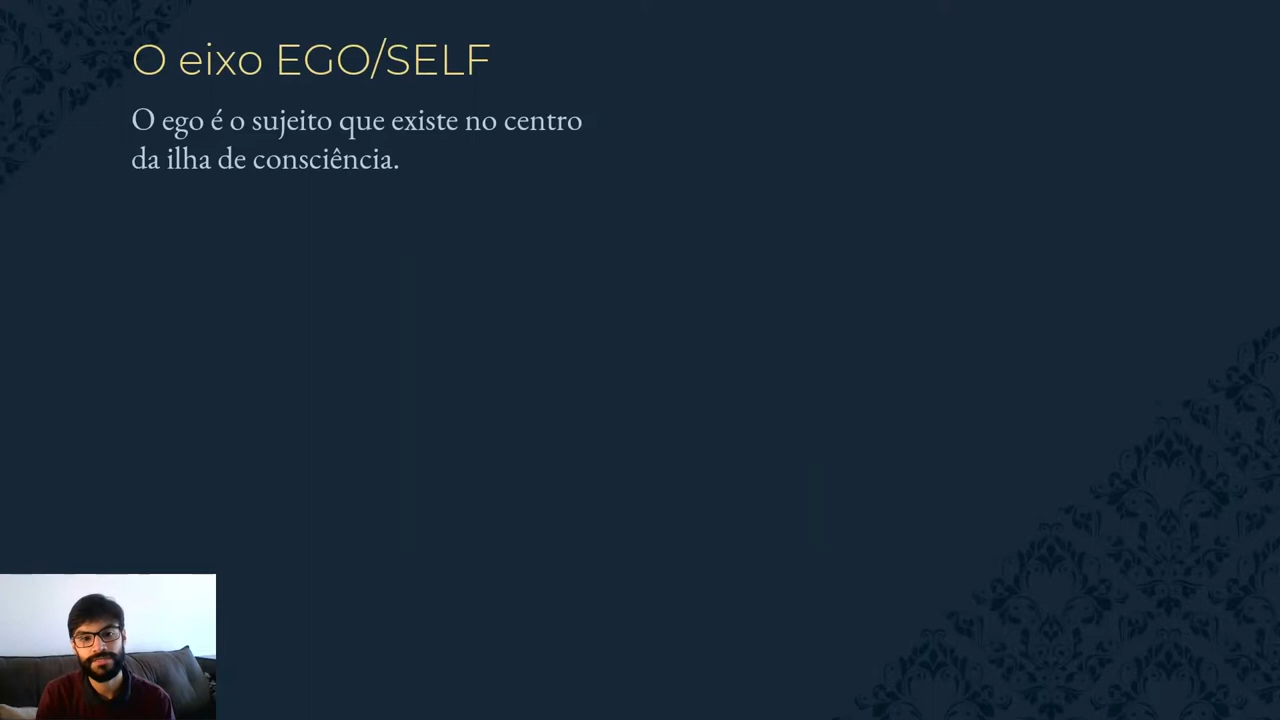 O eixo EGO/SELF
O ego é o sujeito que existe no centro
da ilha de consciência.